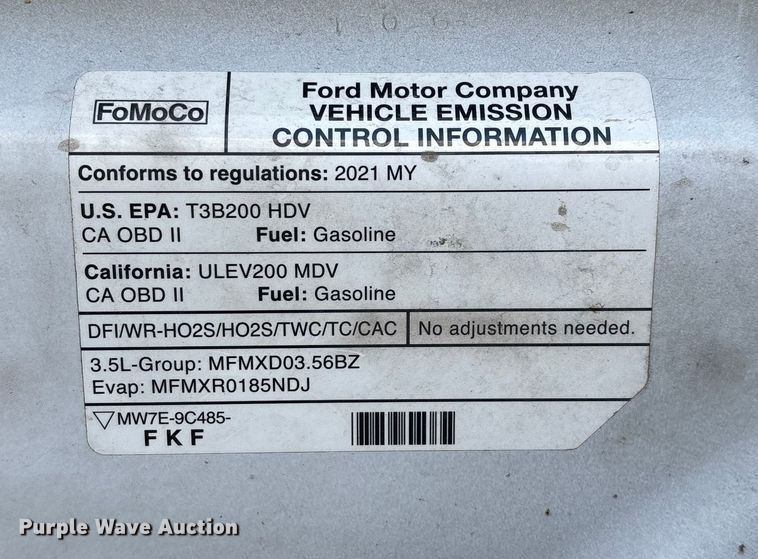 FoMoCo
Ford Motor Company
VEHICLE EMISSION
CONTROL INFORMATION
Conforms to regulations: 2021 MY
U.S. EPA: T3B200 HDV
CA OBD II Fuel: Gasoline
California: ULEV200 MDV
CA OBD II Fuel: Gasoline
DFI/WR-HO2S/HO2S/TWC/TC/CAC No adjustments needed.
3.5L-Group: MFMXD03.56BZ
Evap: MFMXR0185NDJ
MW7E-9C485-
F K F
Purple Wave Auction